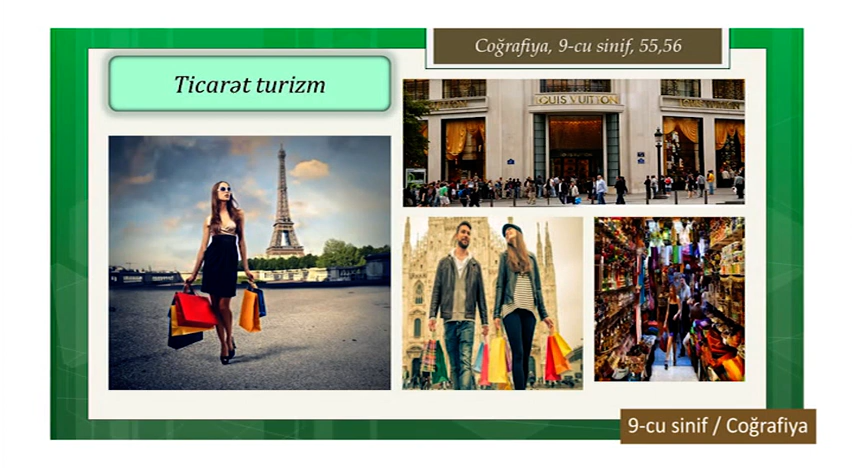 Coğrafiya, 9-cu sinif, 55,56
Ticarət turizm
LOUIS VUITTON
9-cu sinif / Coğrafiya